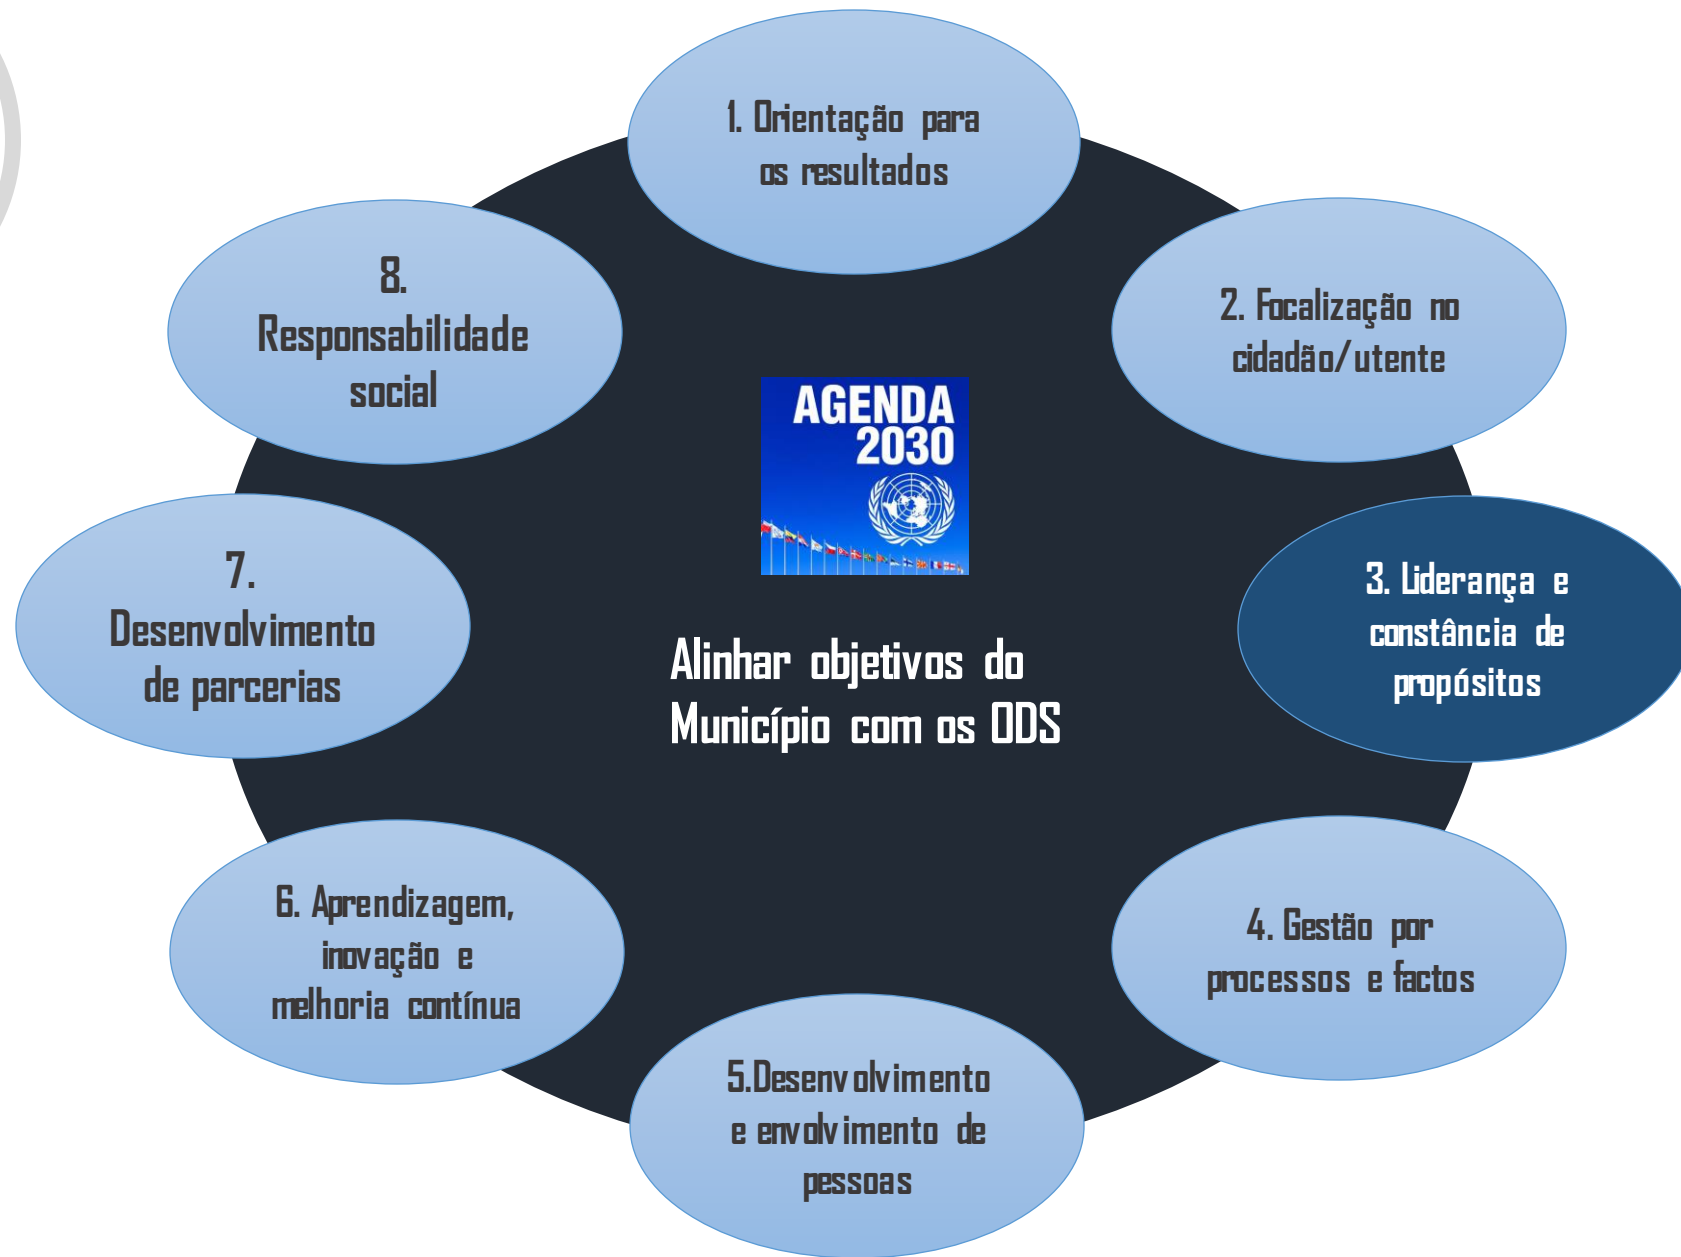 1. Orientação para
os resultados
2. Focalização no
cidadão/utente
3. Liderança e
constância de
propósitos
4. Gestão por
processos e factos
5.Desenvolvimento
e envolvimento de
pessoas
6. Aprendizagem,
inovação e
melhoria contínua
7.
Desenvolvimento
de parcerias
8.
Responsabilidade
social
AGENDA
2030
Alinhar objetivos do
Município com os ODS